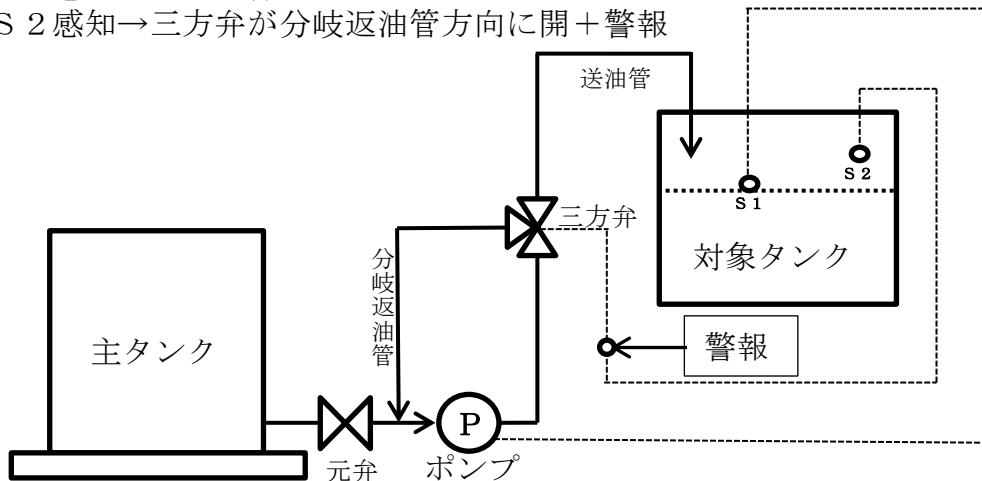 S2感知→三方弁が分岐返油管方向に開+警報
送油管
S2
S1
三方弁
対象タンク
分岐返油管
主タンク
警報
P
元弁
ポンプ